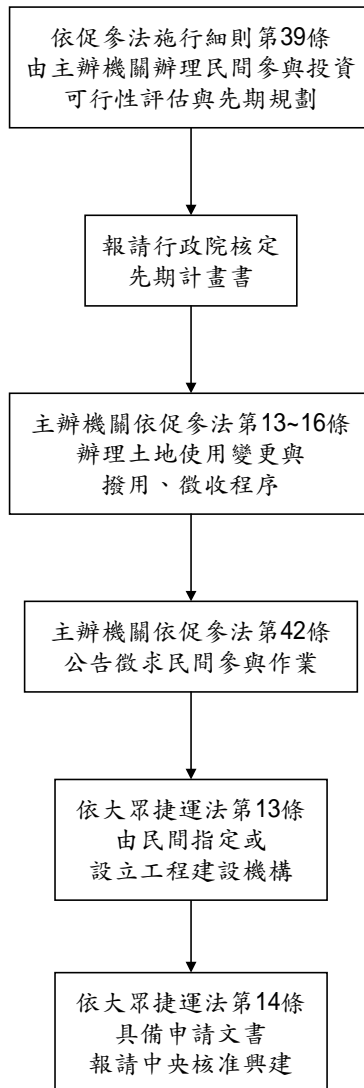 依促參法施行細則第39條
由主辦機關辦理民間參與投資
可行性評估與先期規劃
報請行政院核定
先期計畫書
主辦機關依促參法第13~16條
辦理土地使用變更與
撥用、徵收程序
主辦機關依促參法第42條
公告徵求民間參與作業
依大眾捷運法第13條
由民間指定或
設立工程建設機構
依大眾捷運法第14條
具備申請文書
報請中央核准興建